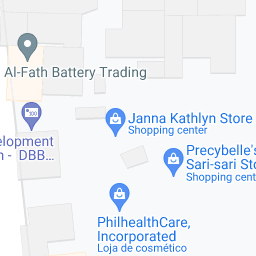 Al-Fath Battery Trading
Janna Kathlyn Store
Shopping center
elopment
n - DBB...
Precybelle's
Sari-sari Sto
Shopping cente
PhilhealthCare,
Incorporated
Loja de cosmético